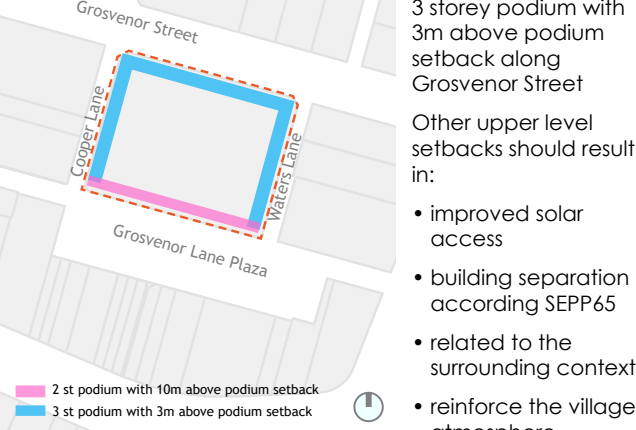 Grosvenor Street
Cooper Lane
Waters Lane
Grosvenor Lane Plaza
2 st podium with 10m above podium setback
3 st podium with 3m above podium setback
3 storey podium with
3m above podium
setback along
Grosvenor Street
Other upper level
setbacks should result
in:
• improved solar
access
• building separation
according SEPP65
• related to the
surrounding context
• reinforce the village
atmosphere